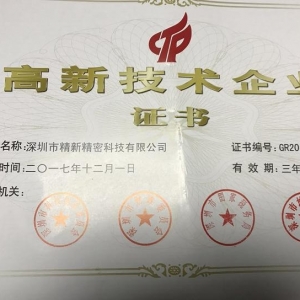 高新技术企业
证书
名称：深圳市精新精密科技有限公司
证书编号：GR20
时间：二〇一七年十二月一日
有效期：三年
机关：